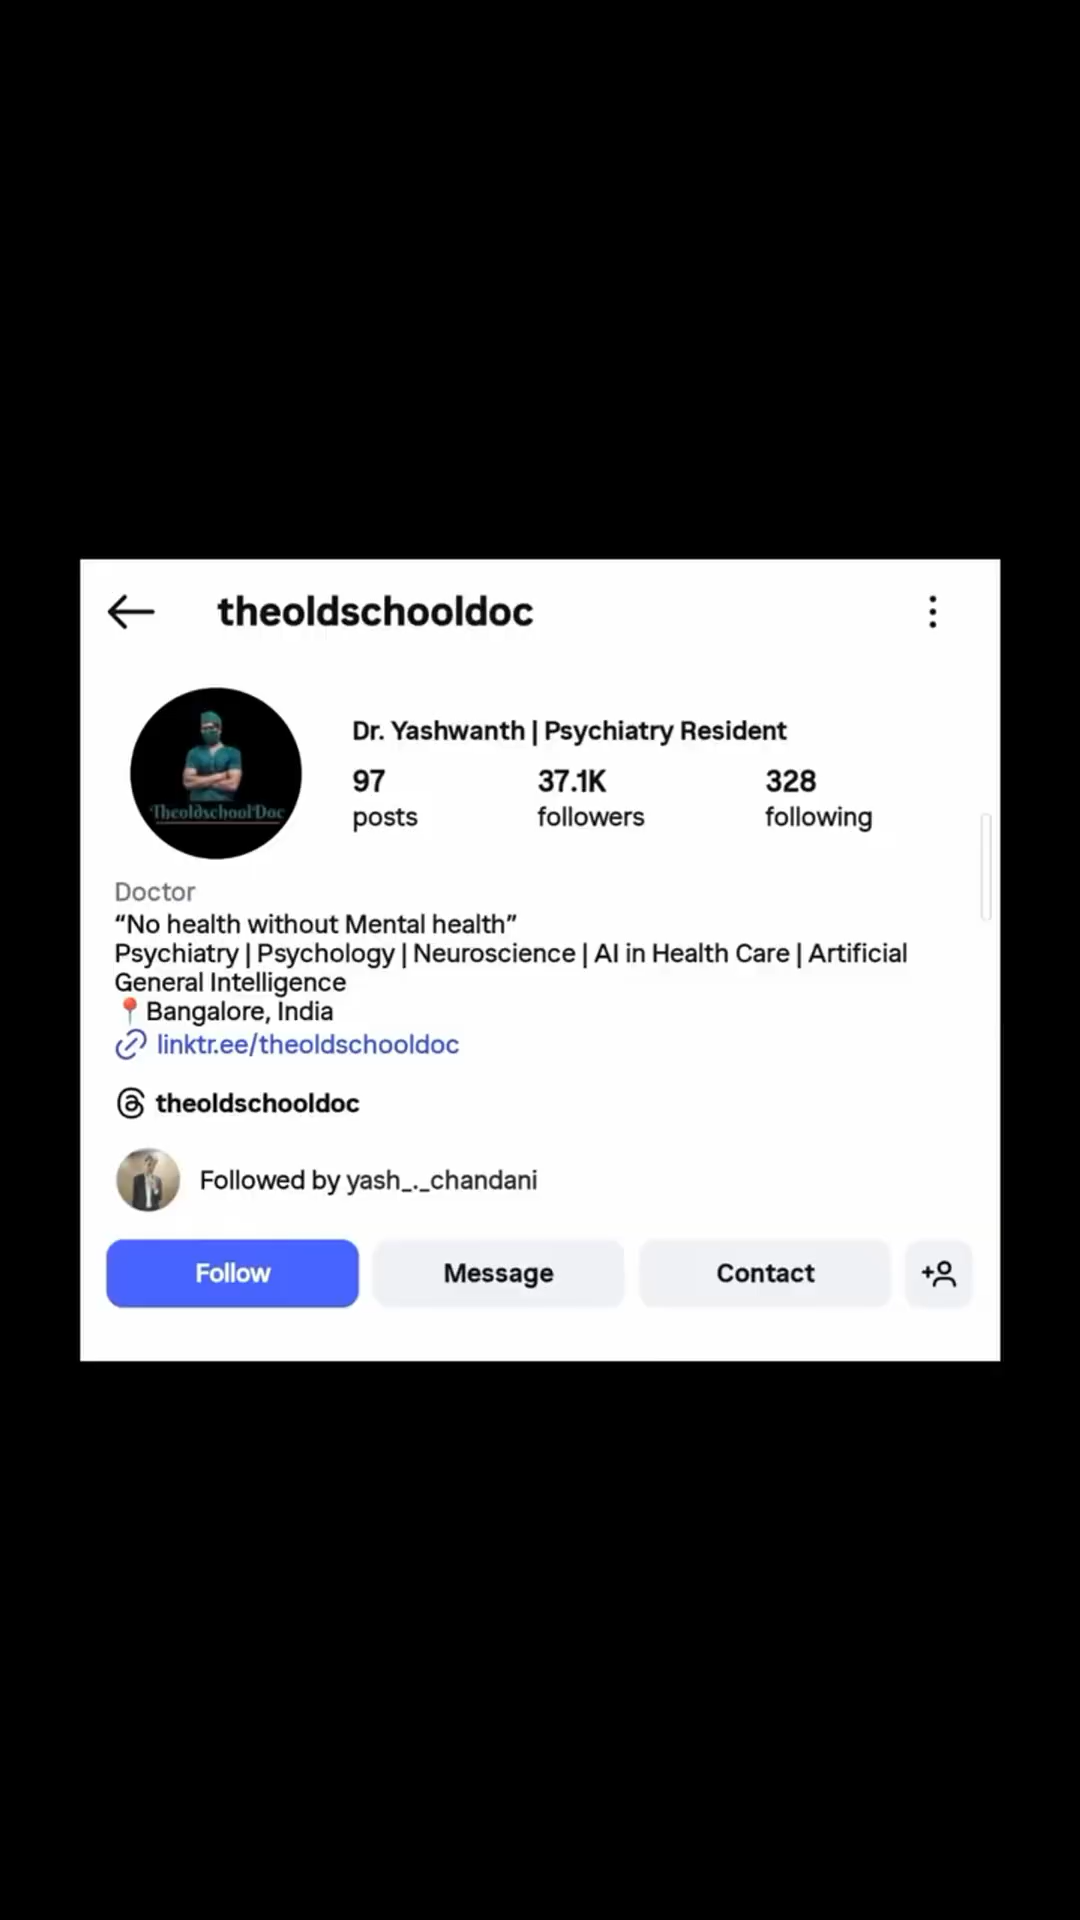 theoldschooldoc
TheoldschoolDoc
Dr. Yashwanth | Psychiatry Resident
97
37.1K
328
posts
followers
following
Doctor
“No health without Mental health”
Psychiatry | Psychology | Neuroscience | AI in Health Care | Artificial
General Intelligence
📍Bangalore, India
linktr.ee/theoldschooldoc
theoldschooldoc
Followed by yash_._chandani
Follow
Message
Contact